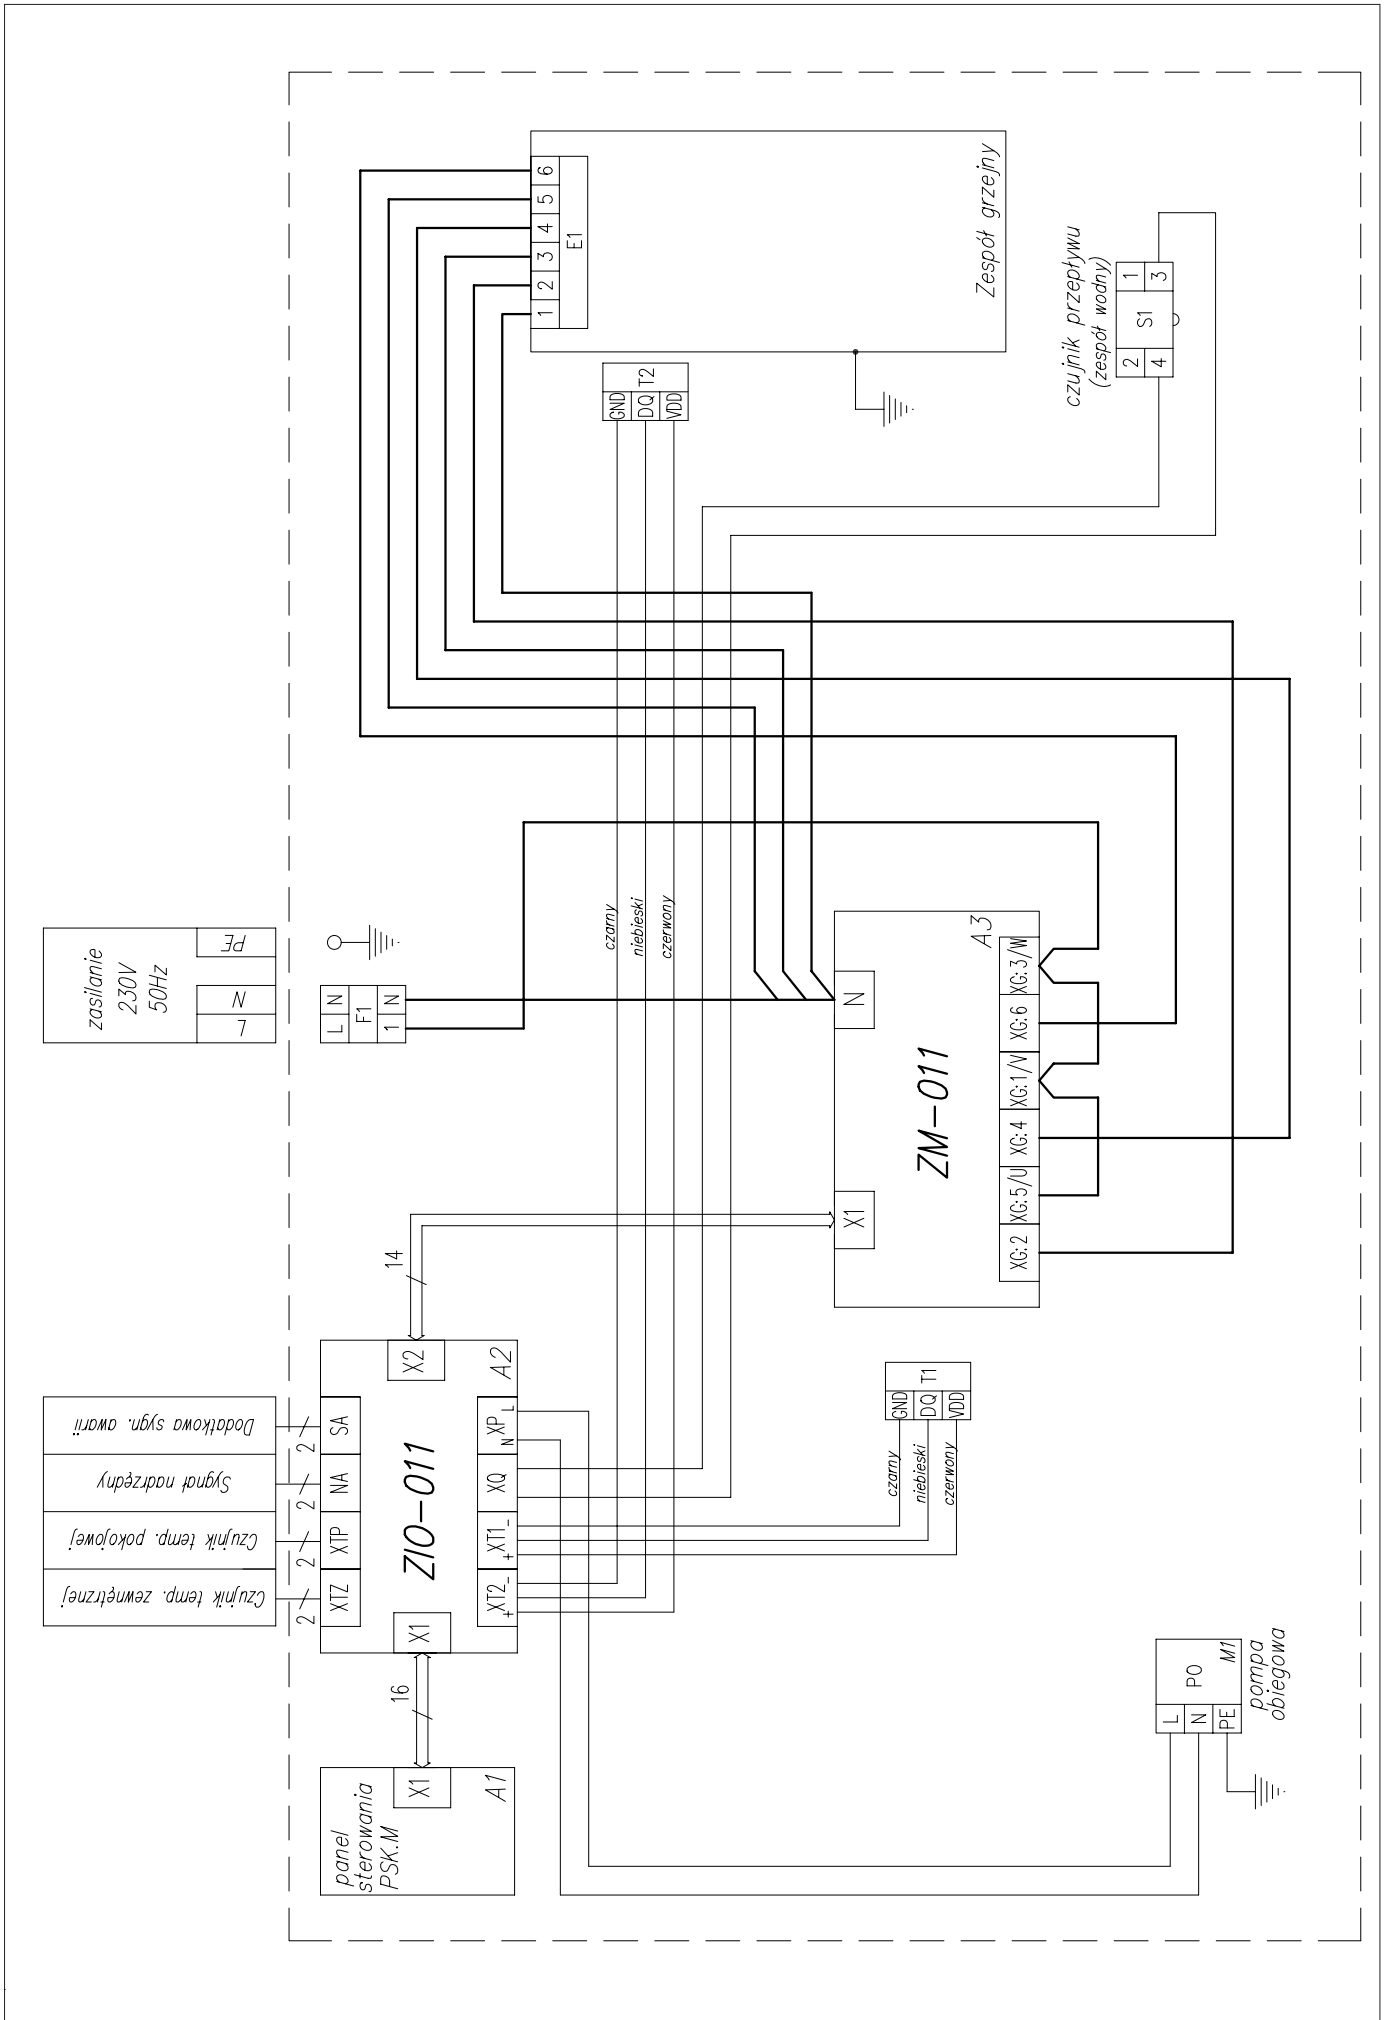 zasilanie
230V
50Hz
L
N
PE
Czujnik temp. zewnętrznej
Czujnik temp. pokojowej
Sygnał nadrzędny
Dodatkowa sygn. awarii
2
2
2
2
panel
sterowania
PSK.M
X1
A1
16
X1
XTZ
XTP
NA
SA
X2
ZIO-011
A2
XT2
+
-
XT1
+
-
XQ
XP
N
L
14
L
N
F1
1
N
1
2
3
4
5
6
E1
Zespół grzejny
GND
DQ
VDD
T2
czarny
niebieski
czerwony
X1
N
ZM-011
A3
XG:2
XG:5/U
XG:4
XG:1/V
XG:6
XG:3/W
GND
DQ
VDD
T1
czarny
niebieski
czerwony
czujnik przepływu
(zespół wodny)
2
4
S1
1
3
L
N
PE
PO
M1
pompa
obiegowa